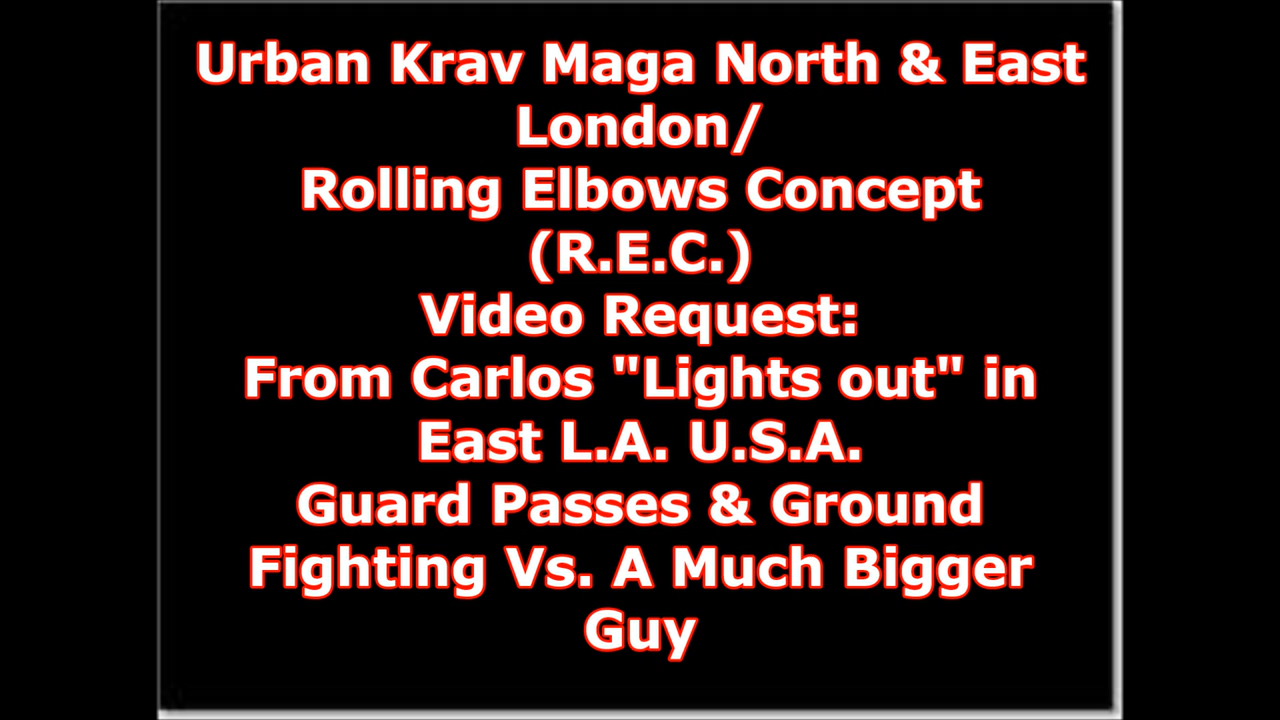 Urban Krav Maga North & East
London/
Rolling Elbows Concept
(R.E.C.)
Video Request:
From Carlos "Lights out" in
East L.A. U.S.A.
Guard Passes & Ground
Fighting Vs. A Much Bigger
Guy